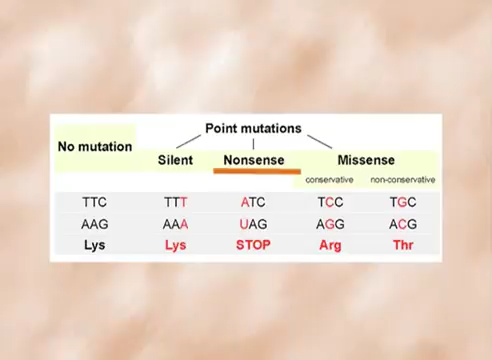 Point mutations
No mutation
Silent Nonsense Missense
conservative non-conservative
TTC TTT ATC TCC TGC
AAG AAA UAG AGG ACG
Lys Lys STOP Arg Thr